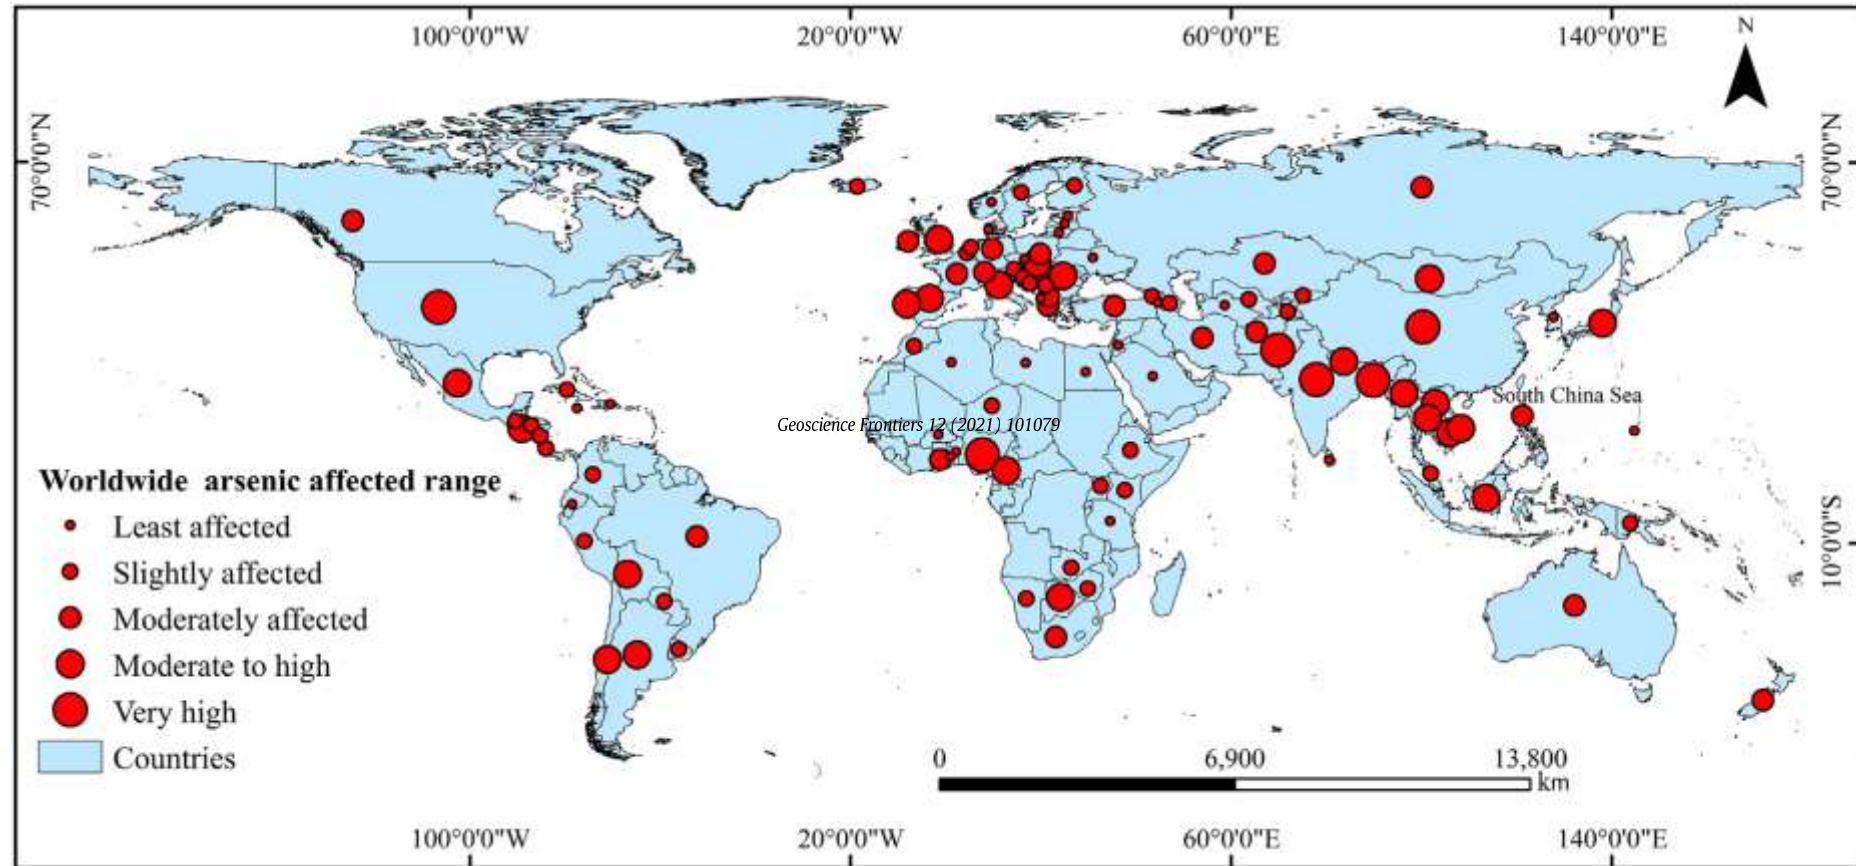 100°0'0"W 20°0'0"W 60°0'0"E 140°0'0"E
N
70°0'0"N 70°0'0"N
South China Sea
Geoscience Frontiers 12 (2021) 101079
Worldwide arsenic affected range
Least affected
Slightly affected
Moderately affected
Moderate to high
Very high
Countries
10°0'0"S
0 6,900 13,800
km
100°0'0"W 20°0'0"W 60°0'0"E 140°0'0"E